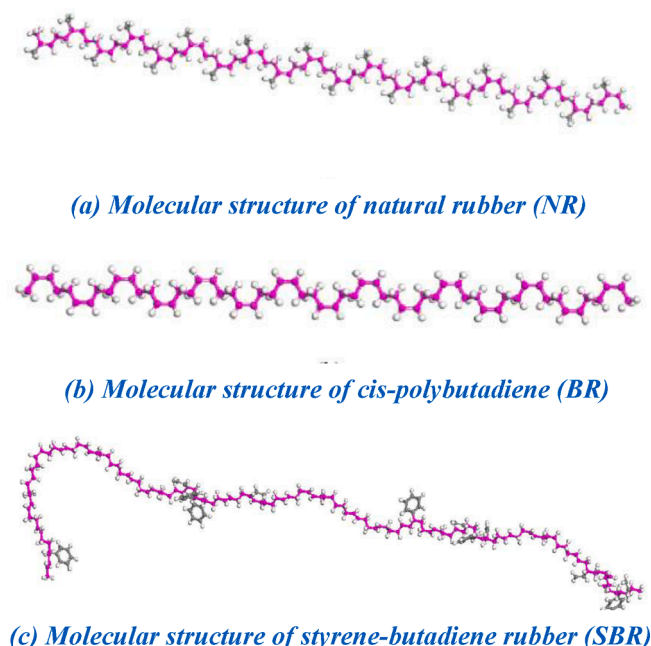 (a) Molecular structure of natural rubber (NR)
(b) Molecular structure of cis-polybutadiene (BR)
(c) Molecular structure of styrene-butadiene rubber (SBR)